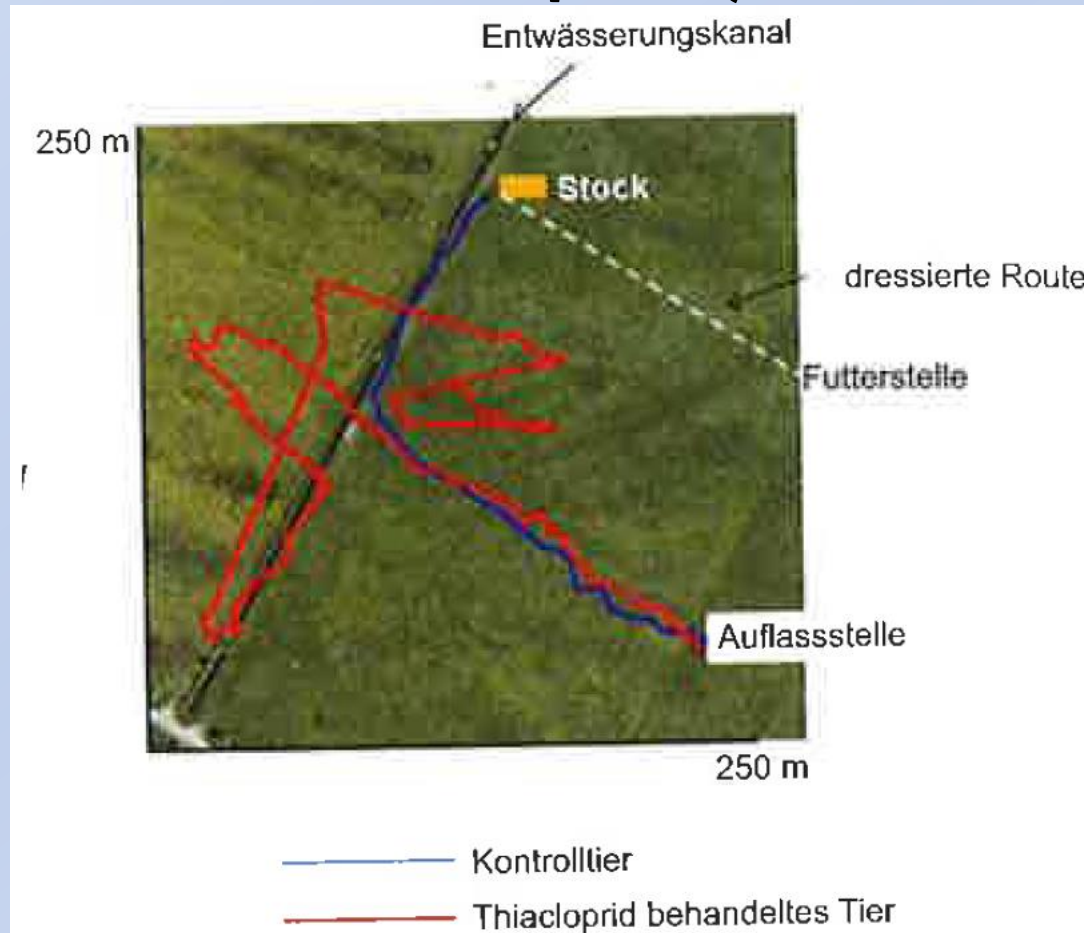 Entwässerungskanal
250 m
Stock
dressierte Route
Futterstelle
Auflassstelle
250 m
Kontrolltier
Thiacloprid behandeltes Tier